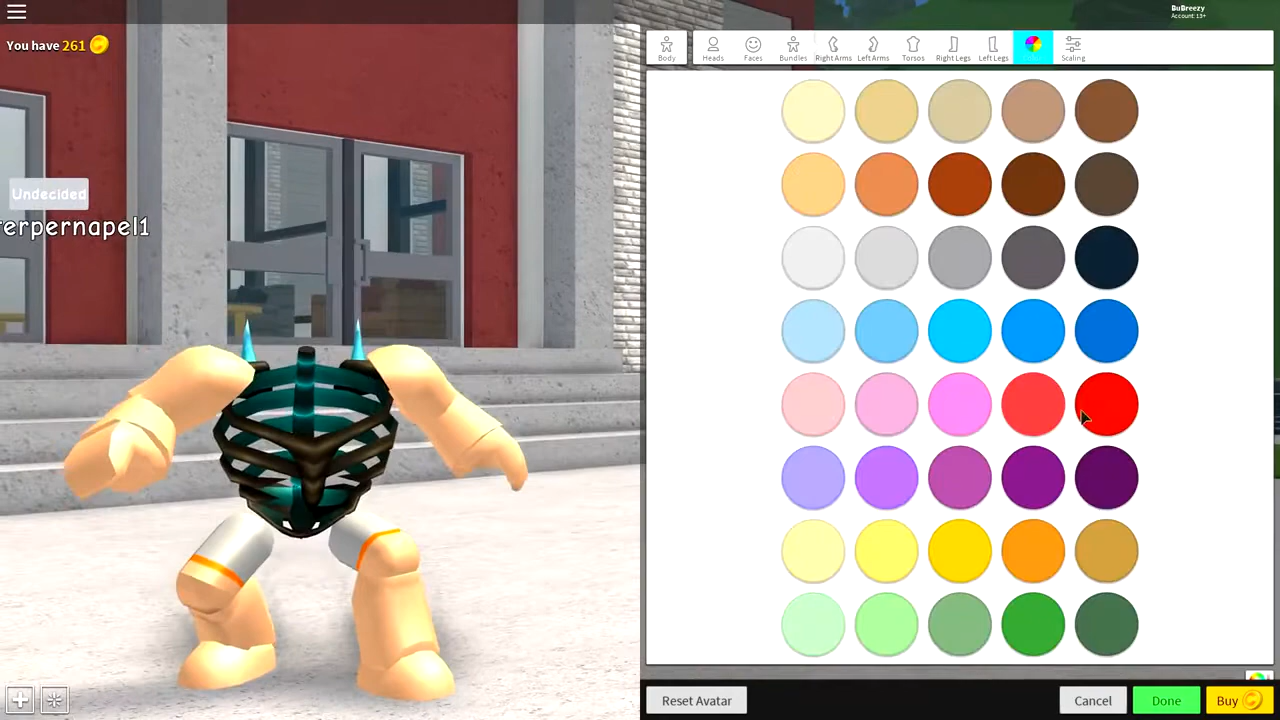 BuBreezy
Account: 13+
You have 261
Body
Heads
Faces
Bundles
Right Arms
Left Arms
Torsos
Right Legs
Left Legs
Scaling
Undecided
erpernapel1
Reset Avatar
Cancel
Done
Buy